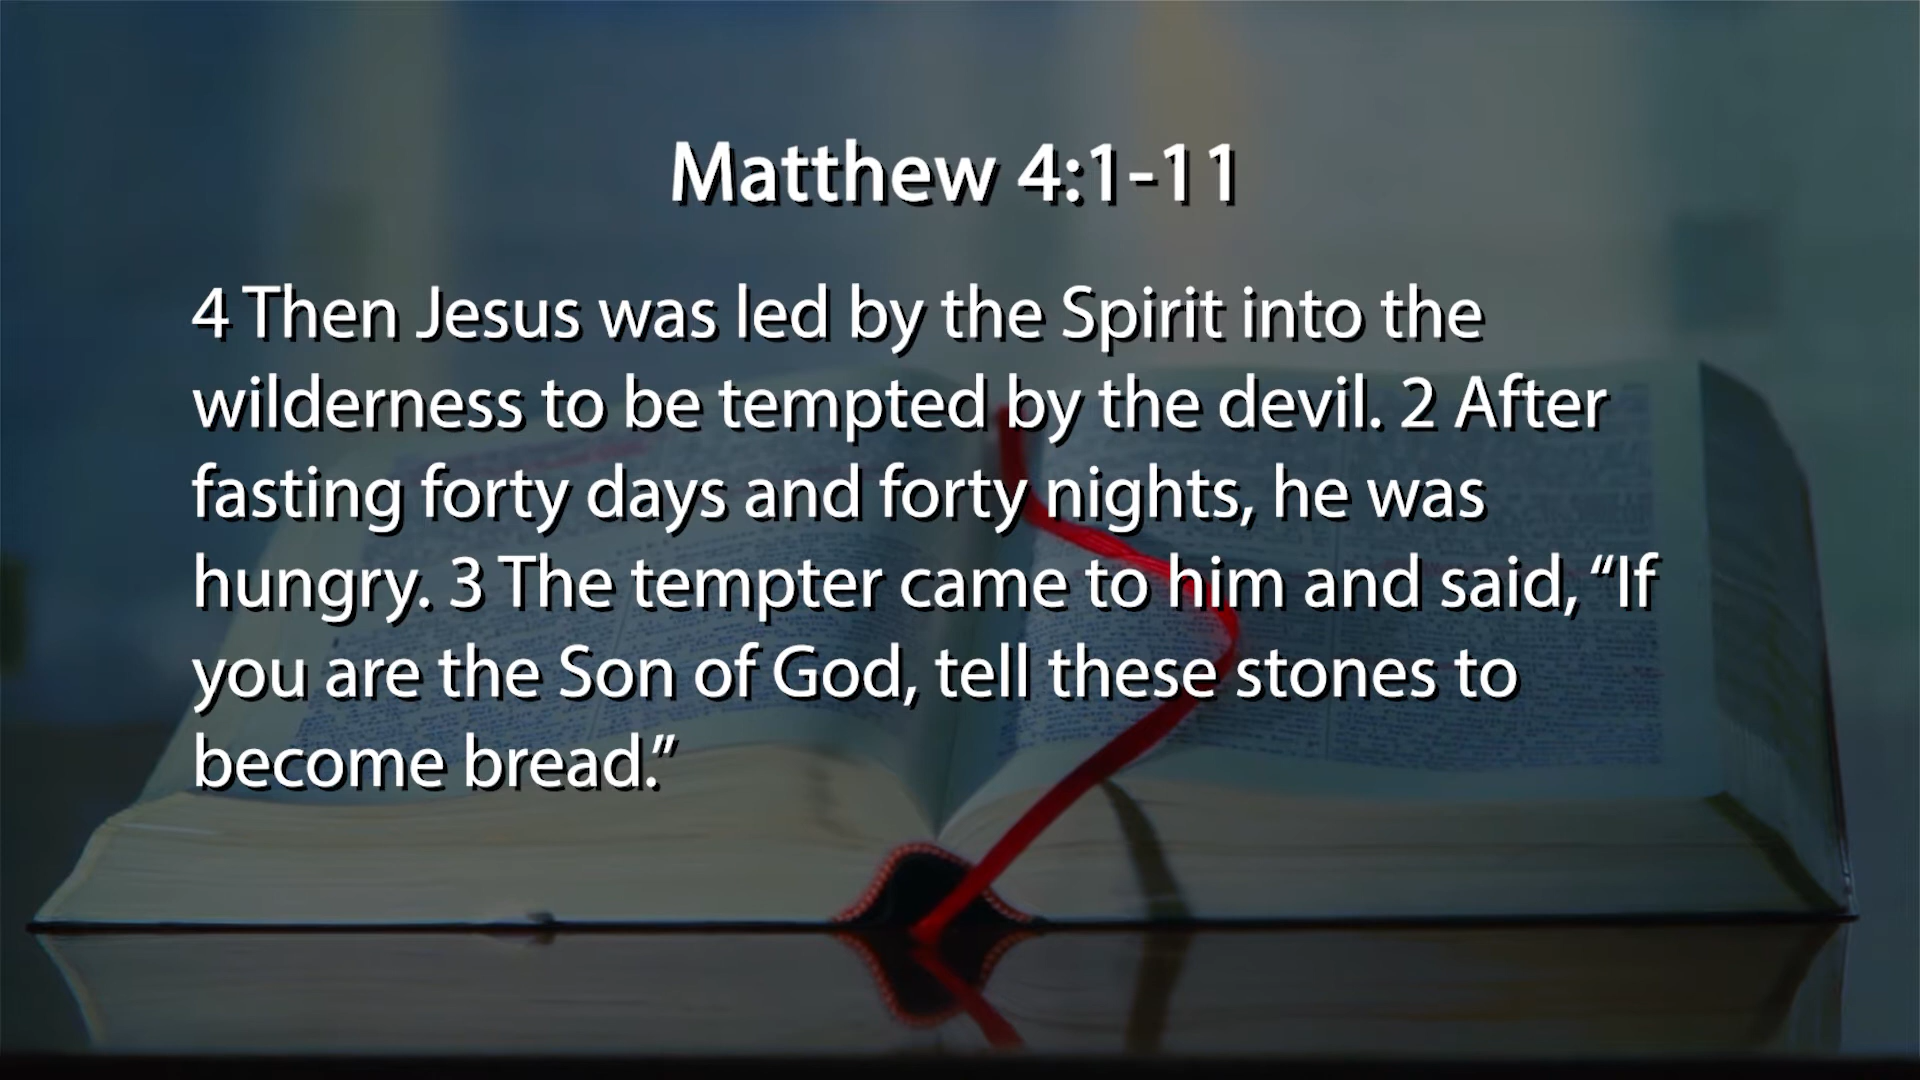 Matthew 4:1-11
4 Then Jesus was led by the Spirit into the
wilderness to be tempted by the devil. 2 After
fasting forty days and forty nights, he was
hungry. 3 The tempter came to him and said, “If
you are the Son of God, tell these stones to
become bread.”